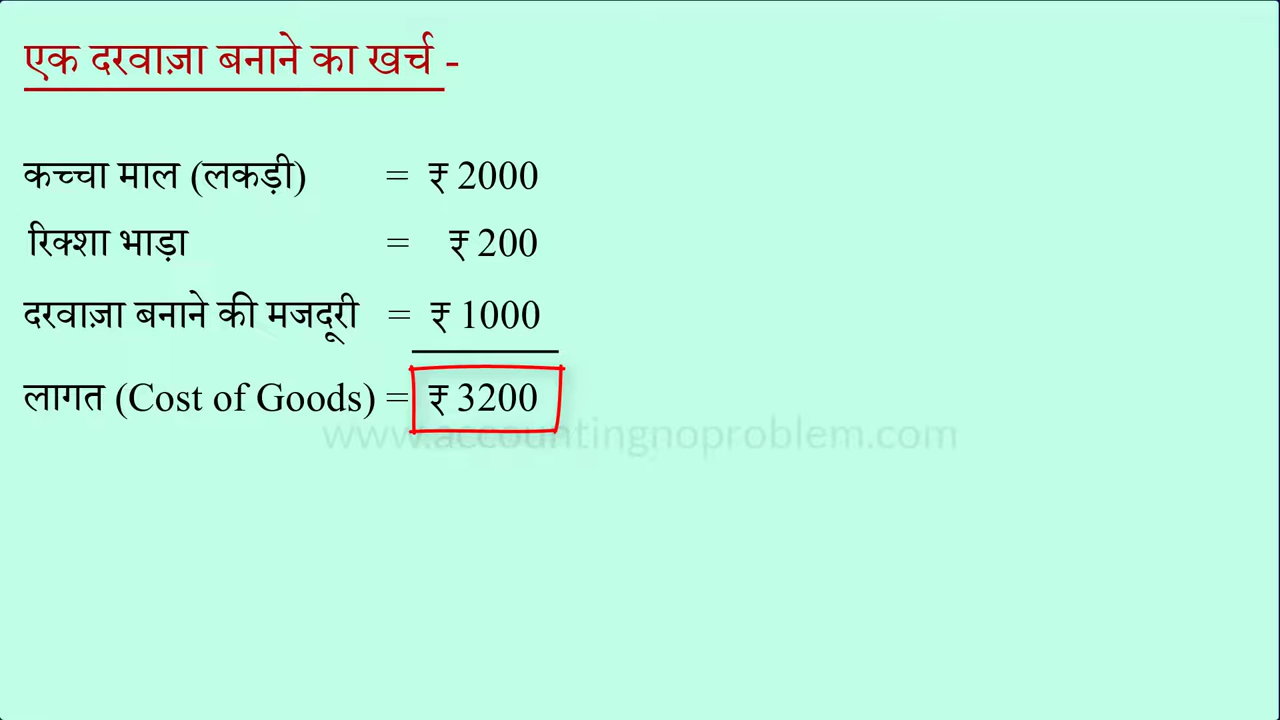 एक दरवाज़ा बनाने का खर्च -
कच्चा माल (लकड़ी) = ₹ 2000
रिक्शा भाड़ा = ₹ 200
दरवाज़ा बनाने की मजदूरी = ₹ 1000
लागत (Cost of Goods) = ₹ 3200
www.accountingnoproblem.com